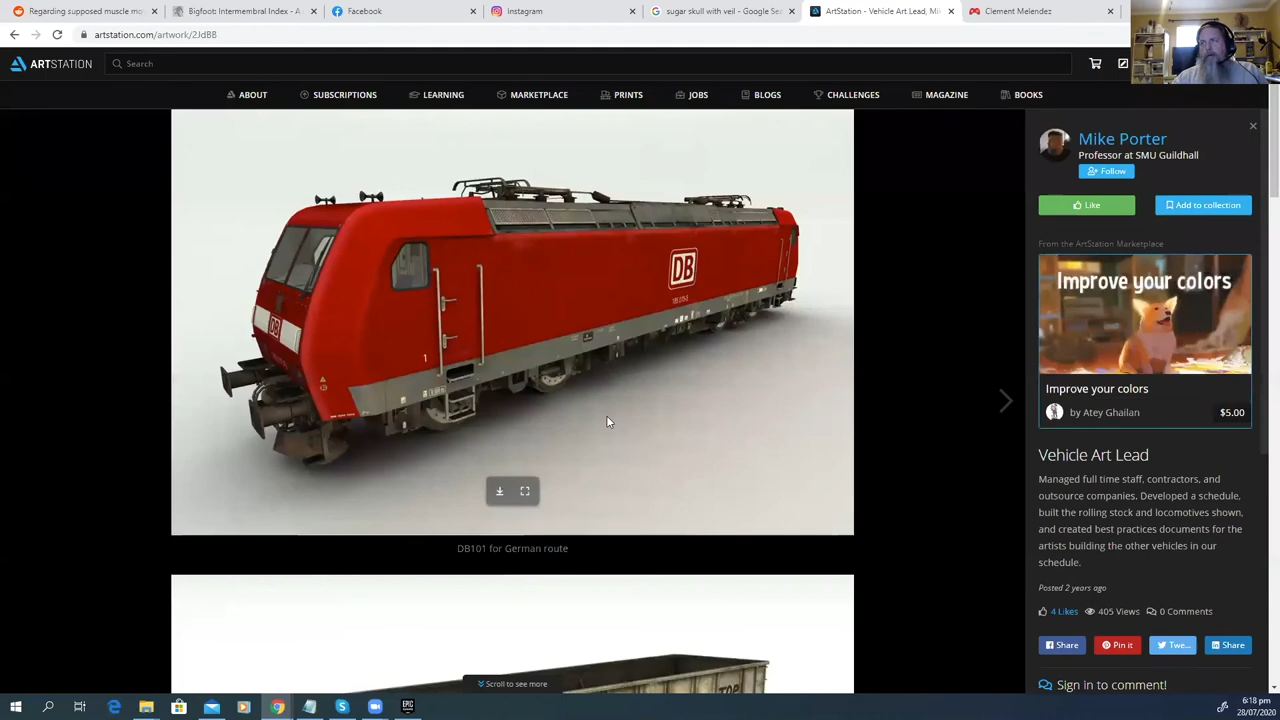 Regarding supposed muscle mo
Bigfoot Intermembral Index - A
Facebook
Instagram
sugar skull with veil - Google Se
ArtStation - Vehicle Art Lead, Mi
Clement Melendez
artstation.com/artwork/2JdBB
ARTSTATION
Search
ABOUT
SUBSCRIPTIONS
LEARNING
MARKETPLACE
PRINTS
JOBS
BLOGS
CHALLENGES
MAGAZINE
BOOKS
Mike Porter
Professor at SMU Guildhall
Follow
Like
Add to collection
From the ArtStation Marketplace
Improve your colors
Improve your colors
by Atey Ghailan
$5.00
DB
DB
1
DB101 for German route
Vehicle Art Lead
Managed full time staff, contractors, and
outsource companies. Developed a schedule,
built the rolling stock and locomotives shown,
and created best practices documents for the
artists building the other vehicles in our
schedule.
Posted 2 years ago
4 Likes
405 Views
0 Comments
Share
Pin it
Twe...
Share
Scroll to see more
Sign in to comment!
EPIC
6:18 pm
28/07/2020